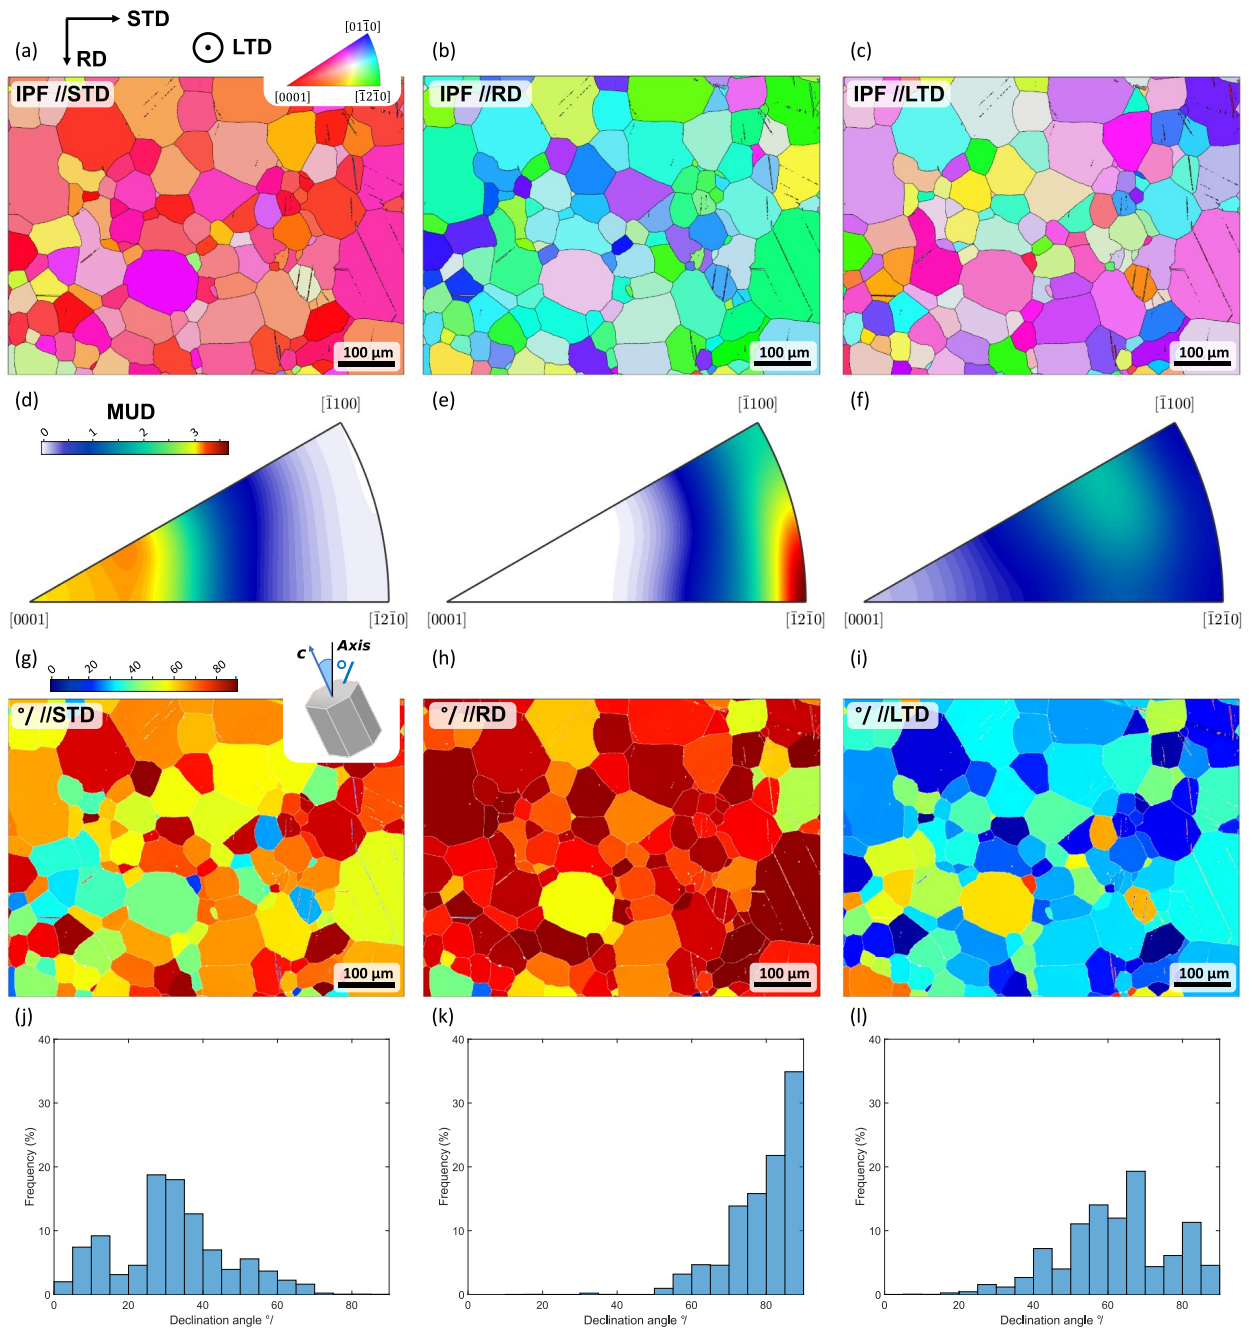 (a)
STD
RD
LTD
[011̅0]
[0001]
[1̅21̅0]
IPF //STD
100 µm
(b)
IPF //RD
100 µm
(c)
IPF //LTD
100 µm
(d)
MUD
0 1 2 3
[1̅100]
[0001]
[1̅21̅0]
(e)
[1̅100]
[0001]
[1̅21̅0]
(f)
[1̅100]
[0001]
[1̅21̅0]
(g)
0 20 40 60 80
c
Axis
°/ //STD
100 µm
(h)
°/ //RD
100 µm
(i)
°/ //LTD
100 µm
(j)
40
30
20
10
0
Frequency (%)
0 20 40 60 80
Declination angle °/
(k)
40
30
20
10
0
Frequency (%)
0 20 40 60 80
Declination angle °/
(l)
40
30
20
10
0
Frequency (%)
0 20 40 60 80
Declination angle °/